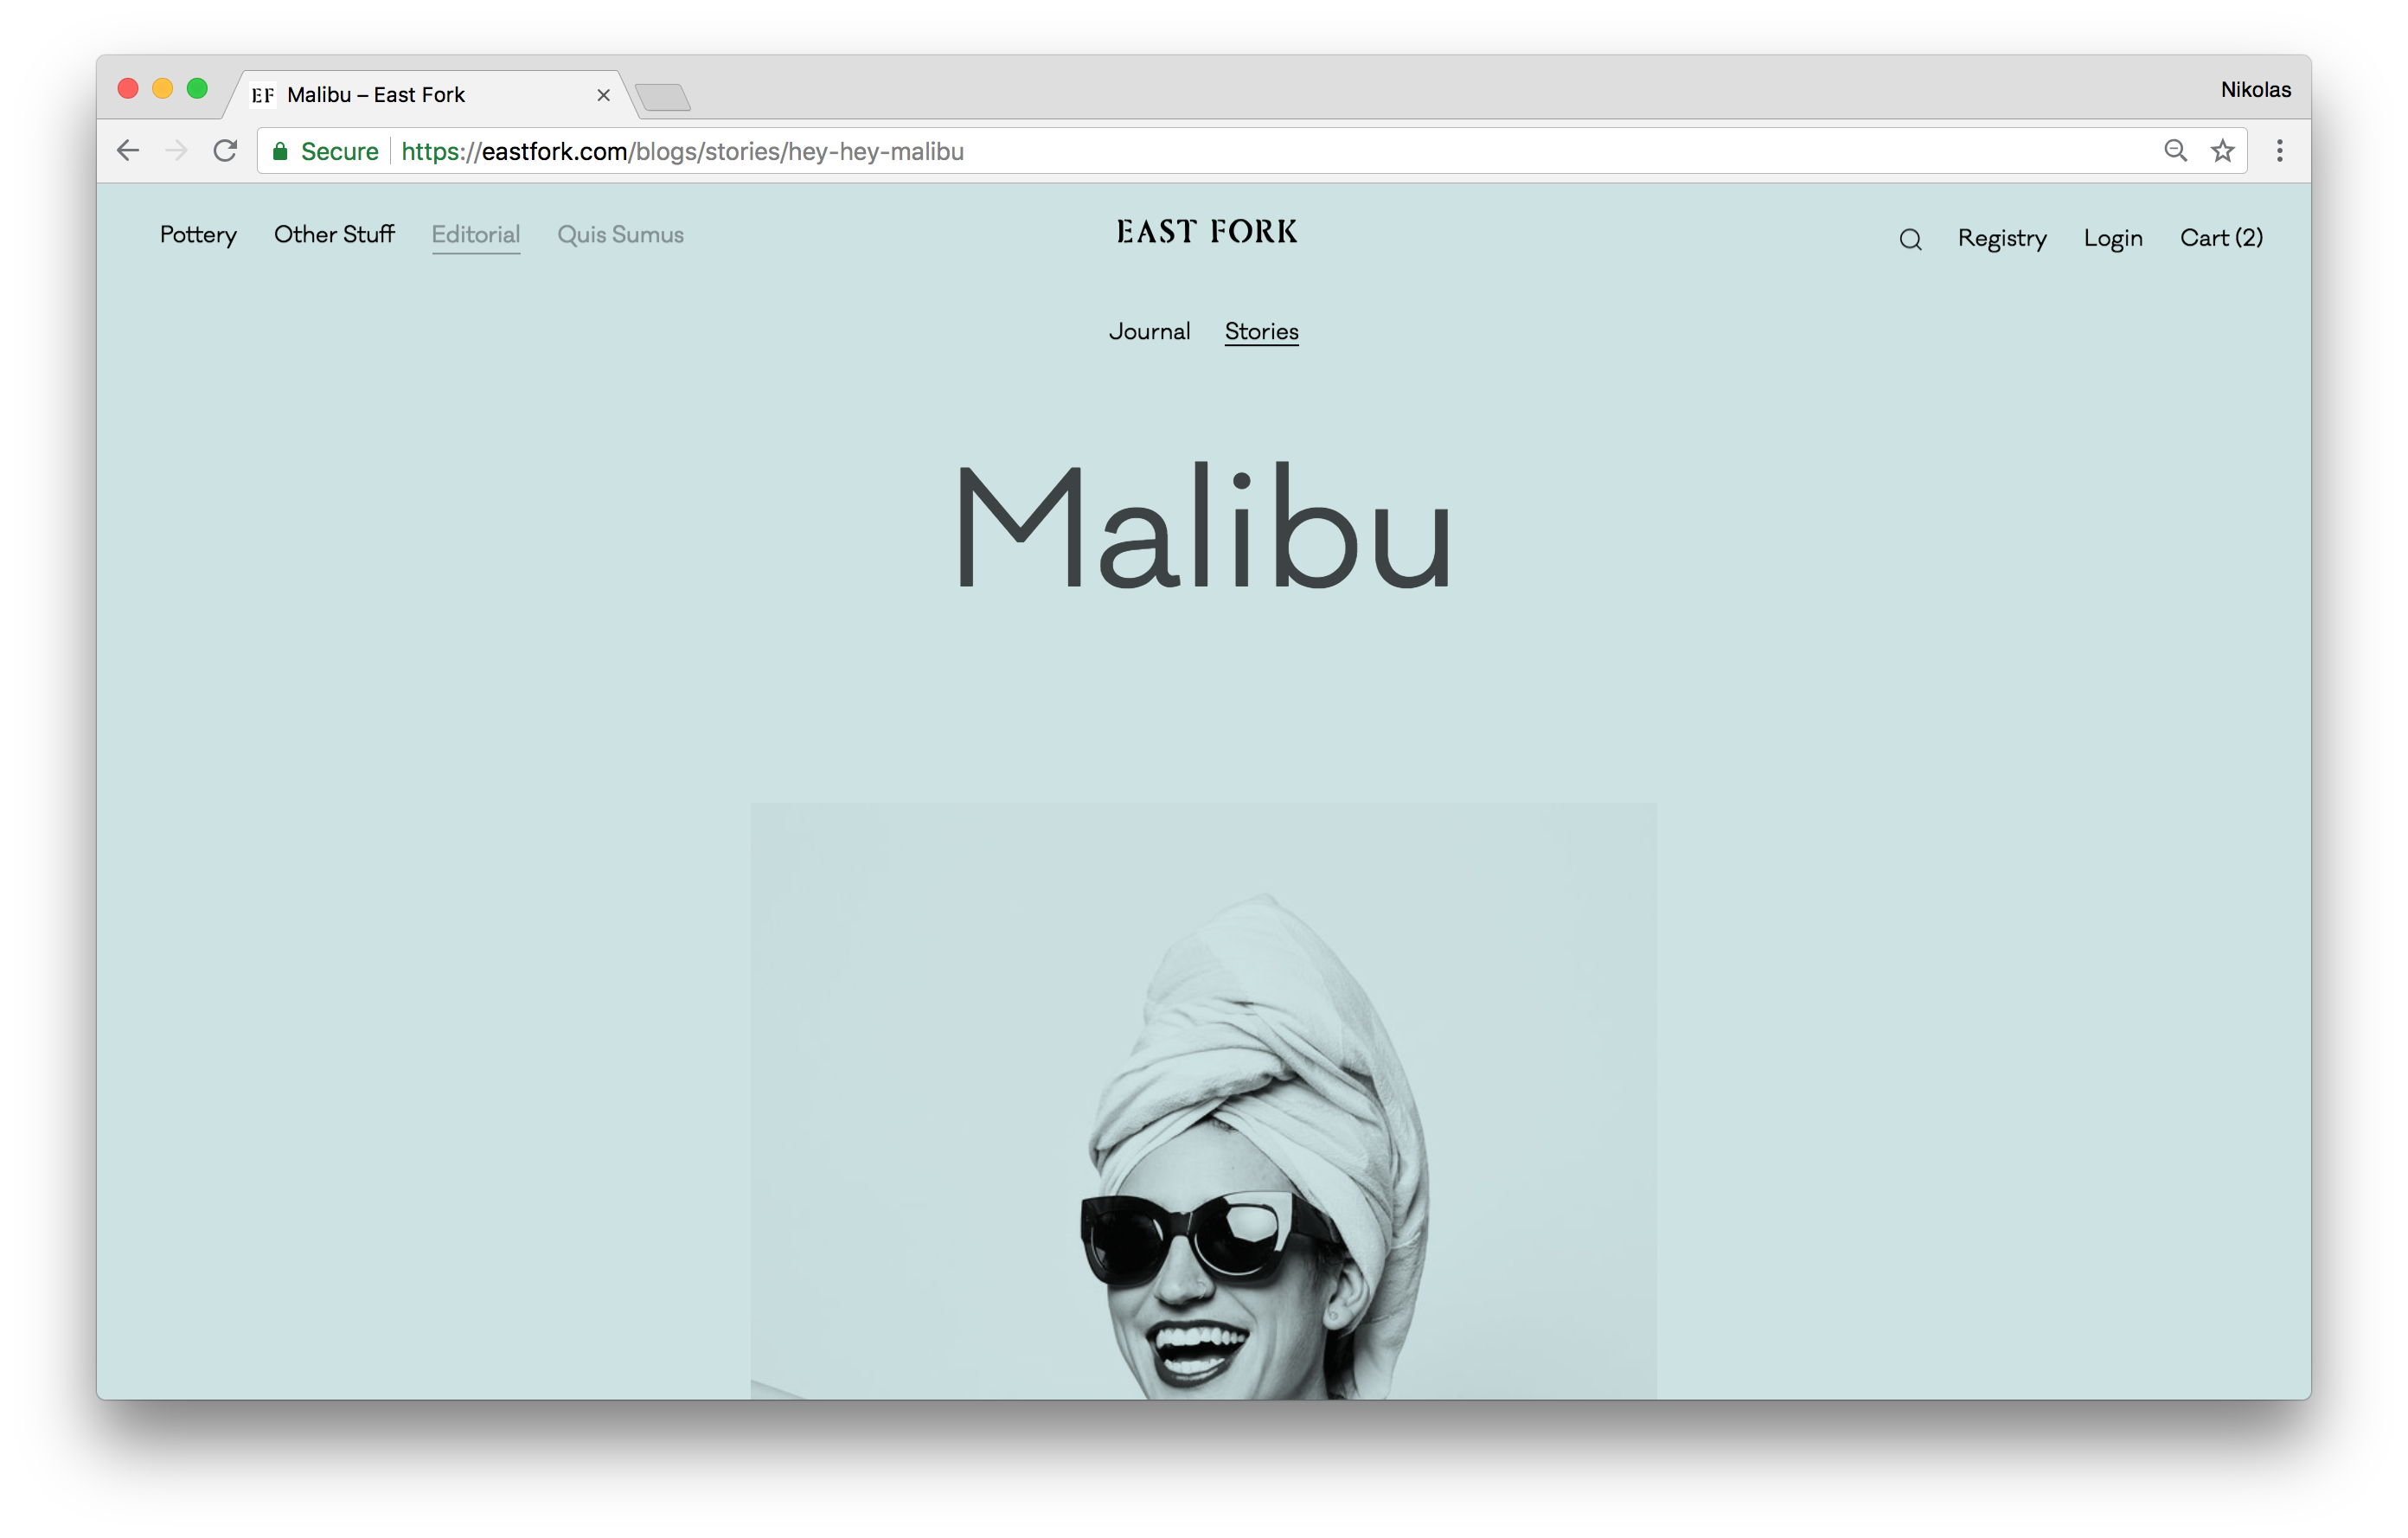 EF Malibu – East Fork
Nikolas
Secure https://eastfork.com/blogs/stories/hey-hey-malibu
Pottery Other Stuff Editorial Quis Sumus EAST FORK Registry Login Cart (2)
Journal Stories
Malibu